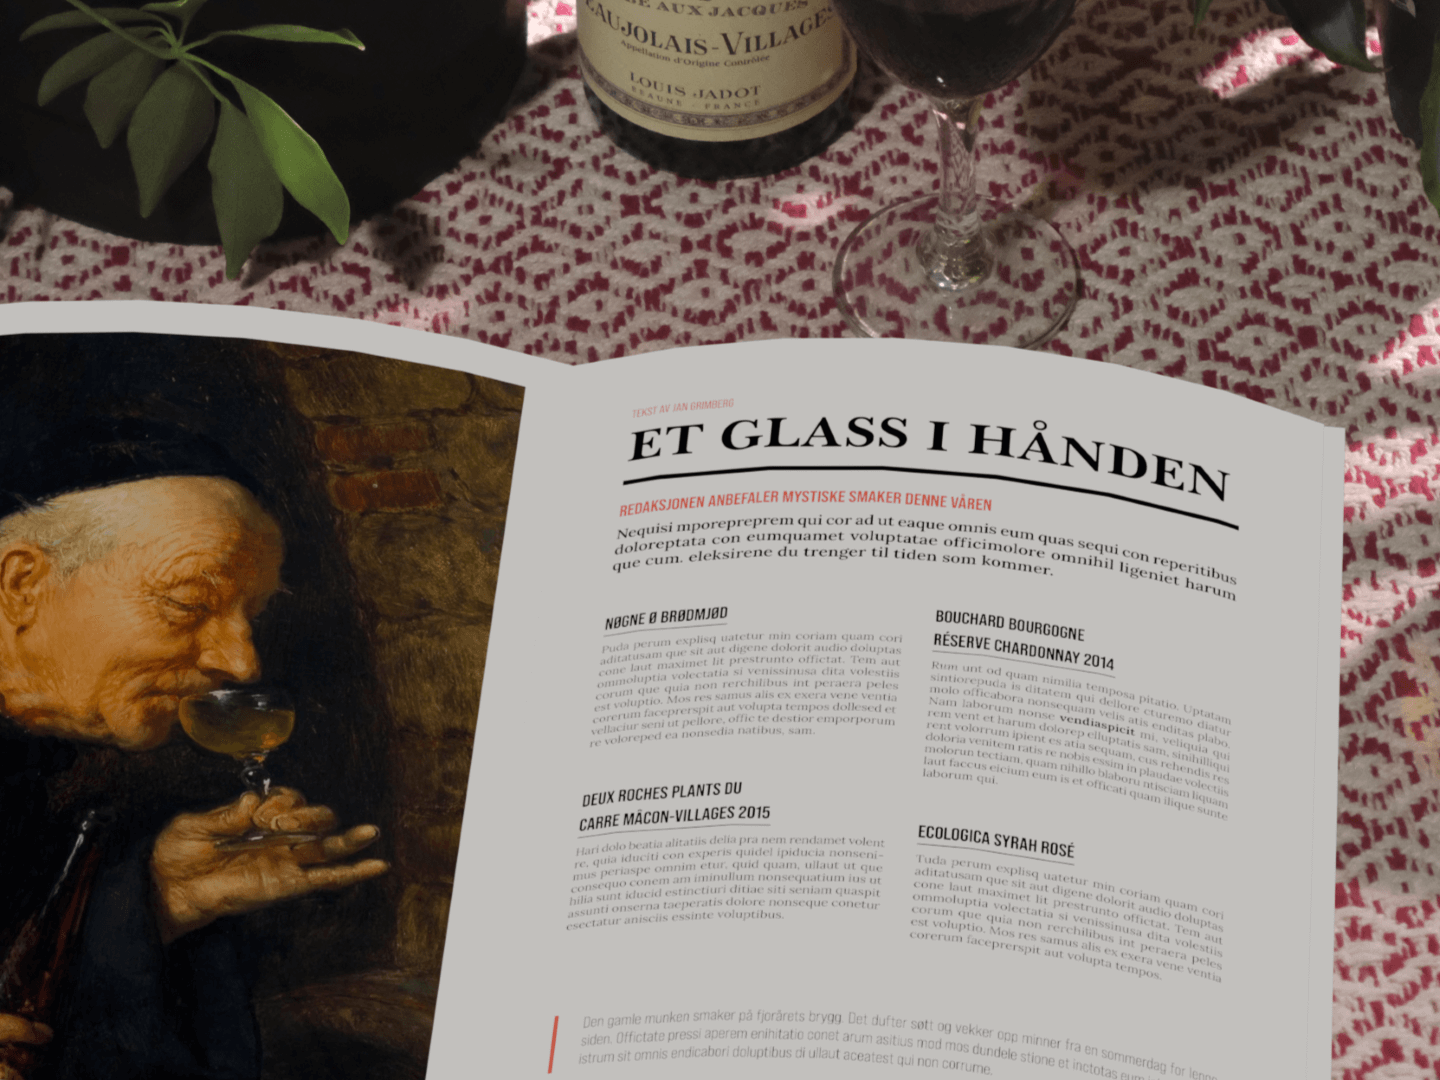 AUX JACQUES
AUJOLAIS-VILLAGES
Appellation d'Origine Contrôlée
LOUIS JADOT
BEAUNE - FRANCE
TEKST AV JAN GRIMBERG
ET GLASS I HÅNDEN
REDAKSJONEN ANBEFALER MYSTISKE SMAKER DENNE VÅREN
Nequisi mporepreprem qui cor ad ut eaque omnis eum quas sequi con reperitibus
doloreptata con eumquamet voluptatae officimolore omnihil ligeniet harum
que cum. eleksirene du trenger til tiden som kommer.
NØGNE Ø BRØDMJØD
Puda perum explisq uatetur min coriam quam cori
aditatusam que sit aut digene dolorit audio doluptas
cone laut maximet lit prestrunto offictat. Tem aut
ommoluptia volectatia si venissinusa dita volestiis
corum que quia non rerchilibus int peraera peles
est voluptio. Mos res samus alis ex exera vene ventia
corerum faceprerspit aut volupta tempos dollesed et
vellaciur seni ut pellore, offic te destior emporporum
re voloreped ea nonsedia natibus, sam.
DEUX ROCHES PLANTS DU
CARRE MÂCON-VILLAGES 2015
Hari dolo beatia alitatiis delia pra nem rendamet volent
re, quia iduciti con experis quidel ipiducia nonseni-
mus periaspe omnim etur, quid quam, ullaut ut que
consequo conem am iminullum nonsequatium ius ut
hilia sunt iducid estinctiuri ditiae siti seniam quaspit
assunti onserna taeperatis dolore nonseque conetur
esectatur anisciis essinte voluptibus.
BOUCHARD BOURGOGNE
RÉSERVE CHARDONNAY 2014
Rum unt od quam nimilia temposa pitatio. Uptatam
sintiorepuda is ditatem qui dellore cturemo diatur
molo officabora nonsequam velis atis enditas plabo.
Nam laborum nonse vendiaspicit mi, veliquia qui
rem vent et harum dolorep elluptatis sam, sinihilliqui
rent volorrum ipient es atia sequam, cus rehendis res
doloria venitem ratis re nobis essim in plaudae volectiis
molorun tectiam, quam nihillo blaboru ntisciam liquam
laut faccus eicium eum is et officati quam ilique sunte
laborum qui.
ECOLOGICA SYRAH ROSÉ
Tuda perum explisq uatetur min coriam quam cori
aditatusam que sit aut digene dolorit audio doluptas
cone laut maximet lit prestrunto offictat. Tem aut
ommoluptia volectatia si venissinusa dita volestiis
corum que quia non rerchilibus int peraera peles
est voluptio. Mos res samus alis ex exera vene ventia
corerum faceprerspit aut volupta tempos.
Den gamle munken smaker på fjorårets brygg. Det dufter søtt og vekker opp minner fra en sommerdag for lenge
siden. Offictate pressi aperem enihitatio conet arum asitius mod mos dundele stione et inctotas eum
istrum sit omnis endicabori doluptibus di ullaut aceatest qui non corrume.